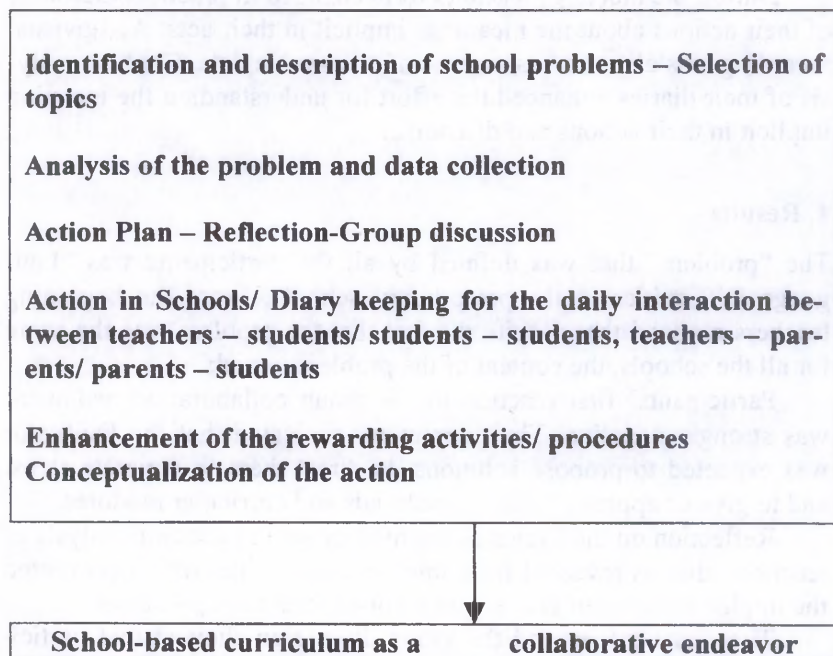 Identification and description of school problems – Selection of
topics
Analysis of the problem and data collection
Action Plan – Reflection-Group discussion
Action in Schools/ Diary keeping for the daily interaction be-
tween teachers – students/ students – students, teachers – par-
ents/ parents – students
Enhancement of the rewarding activities/ procedures
Conceptualization of the action
School-based curriculum as a collaborative endeavor